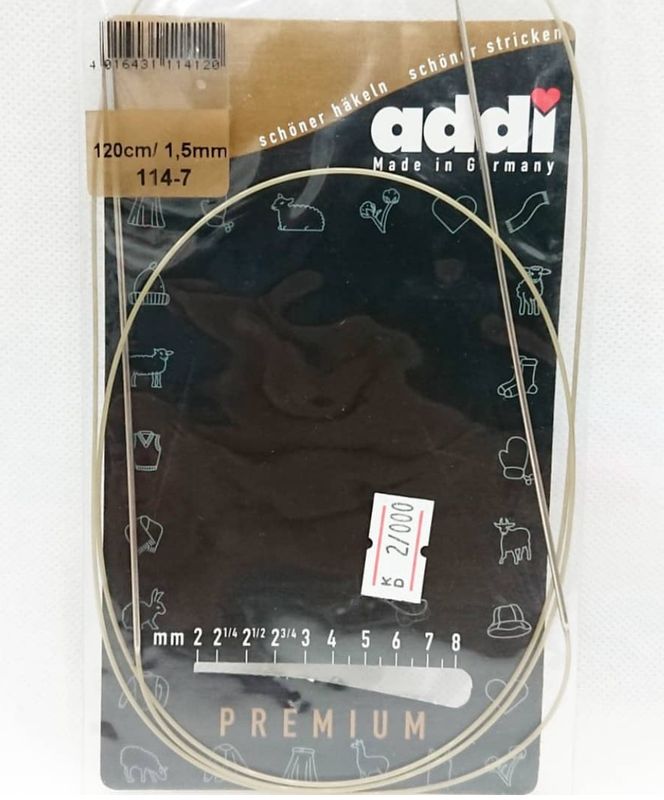 4 016431 114120
schöner häkeln schöner stricken
addi
Made in Germany
120cm/ 1,5mm
114-7
KD 2/000
mm 2 2 1/4 2 1/2 2 3/4 3 4 5 6 7 8
PREMIUM